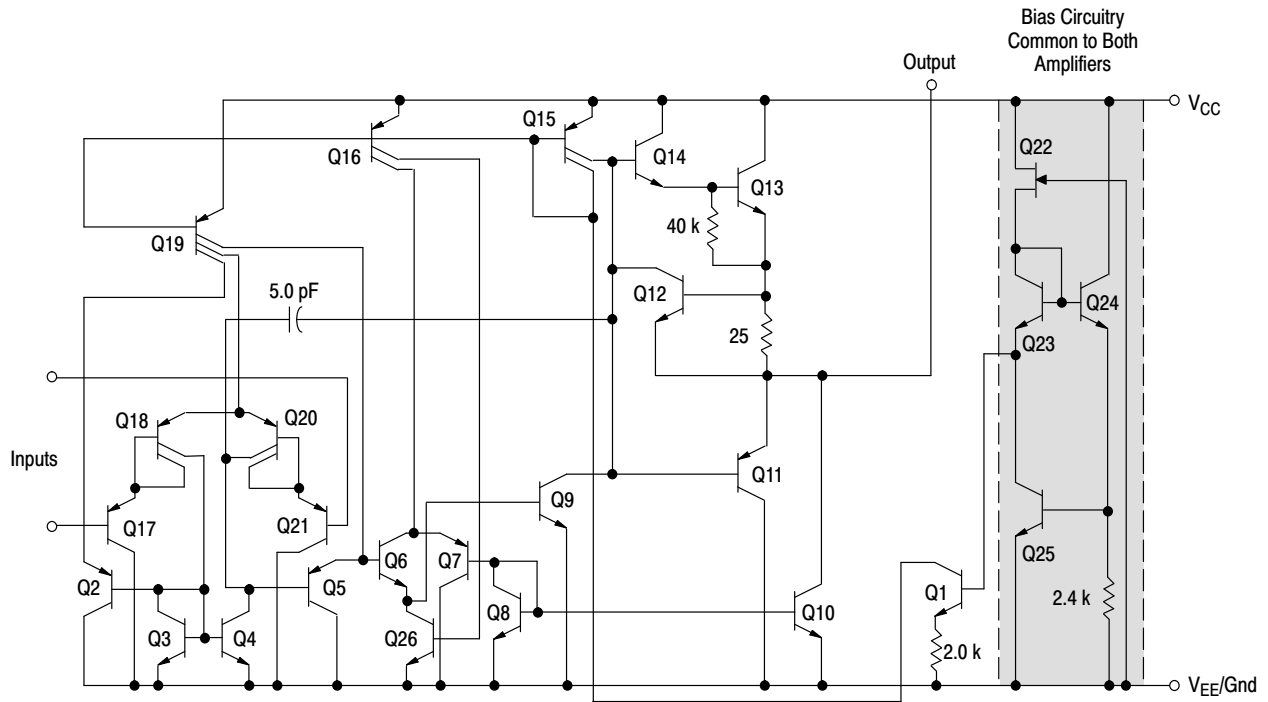 Bias Circuitry
Common to Both
Amplifiers
Output
VCC
Q22
Q15
Q14
Q16
Q13
Q19
40 k
5.0 pF
Q12
Q24
Q23
25
Q18
Q20
Inputs
Q11
Q9
Q17
Q21
Q6
Q7
Q25
Q2
Q5
Q1
2.4 k
Q3
Q4
Q8
Q10
Q26
2.0 k
VEE/Gnd